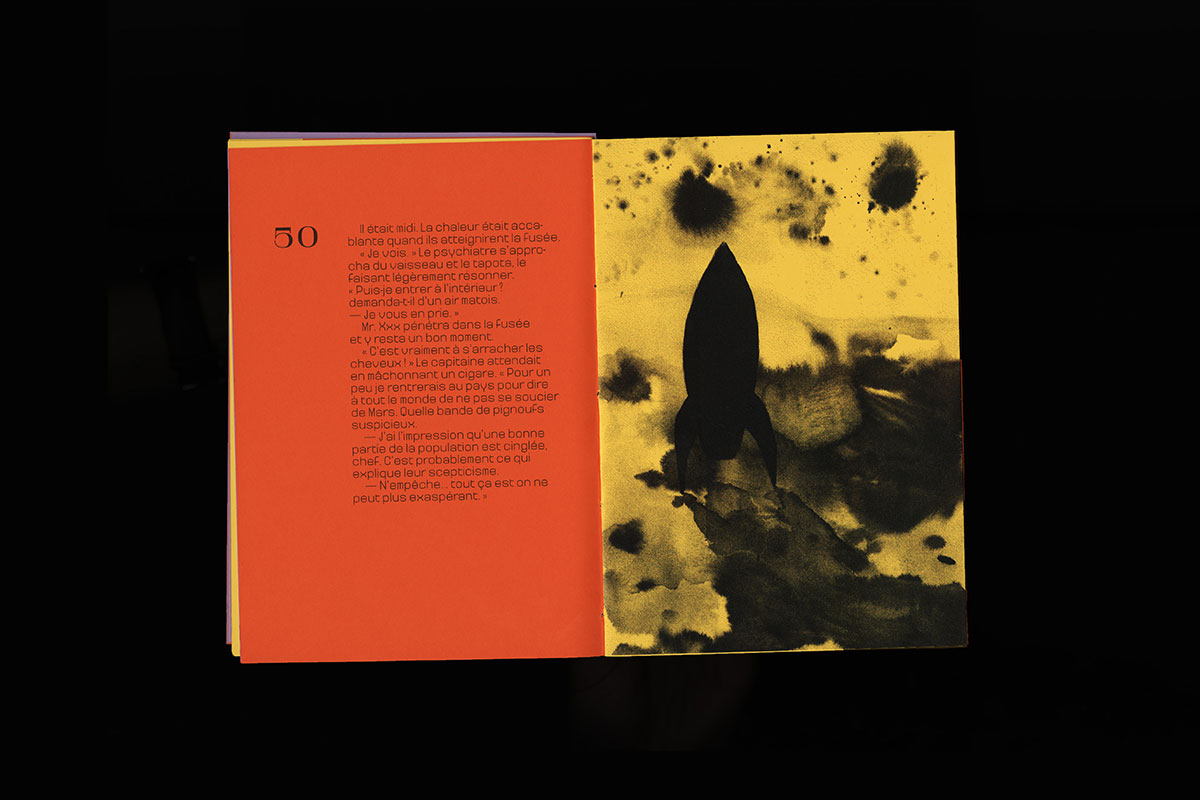 50
Il était midi. La chaleur était acca-
blante quand ils atteignirent la fusée.
« Je vois. » Le psychiatre s'appro-
cha du vaisseau et le tapota, le
faisant légèrement résonner.
« Puis-je entrer à l'intérieur ?
demanda-t-il d'un air matois.
— Je vous en prie. »
Mr. Xxx pénétra dans la fusée
et y resta un bon moment.
« C'est vraiment à s'arracher les
cheveux ! » Le capitaine attendait
en mâchonnant un cigare. « Pour un
peu je rentrerais au pays pour dire
à tout le monde de ne pas se soucier
de Mars. Quelle bande de pignoufs
suspicieux.
— J'ai l'impression qu'une bonne
partie de la population est cinglée,
chef. C'est probablement ce qui
explique leur scepticisme.
— N'empêche... tout ça est on ne
peut plus exaspérant. »